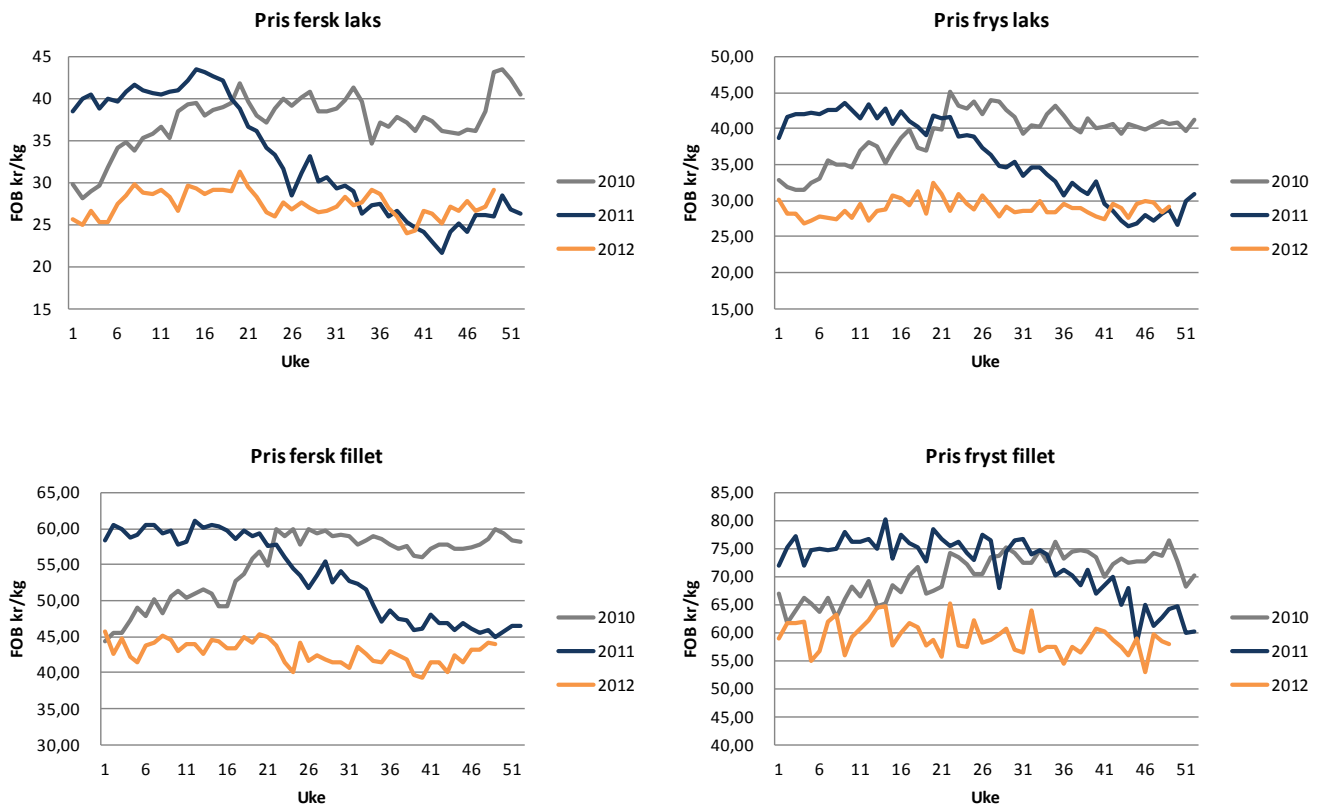 Pris fersk laks
45
40
35
30
25
20
15
FOB kr/kg
1 6 11 16 21 26 31 36 41 46 51
Uke
2010
2011
2012
Pris frys laks
50,00
45,00
40,00
35,00
30,00
25,00
20,00
15,00
FOB kr/kg
1 6 11 16 21 26 31 36 41 46 51
Uke
2010
2011
2012
Pris fersk fillet
65,00
60,00
55,00
50,00
45,00
40,00
35,00
30,00
FOB kr/kg
1 6 11 16 21 26 31 36 41 46 51
Uke
2010
2011
2012
Pris fryst fillet
85,00
80,00
75,00
70,00
65,00
60,00
55,00
50,00
45,00
40,00
FOB kr/kg
1 6 11 16 21 26 31 36 41 46 51
Uke
2010
2011
2012